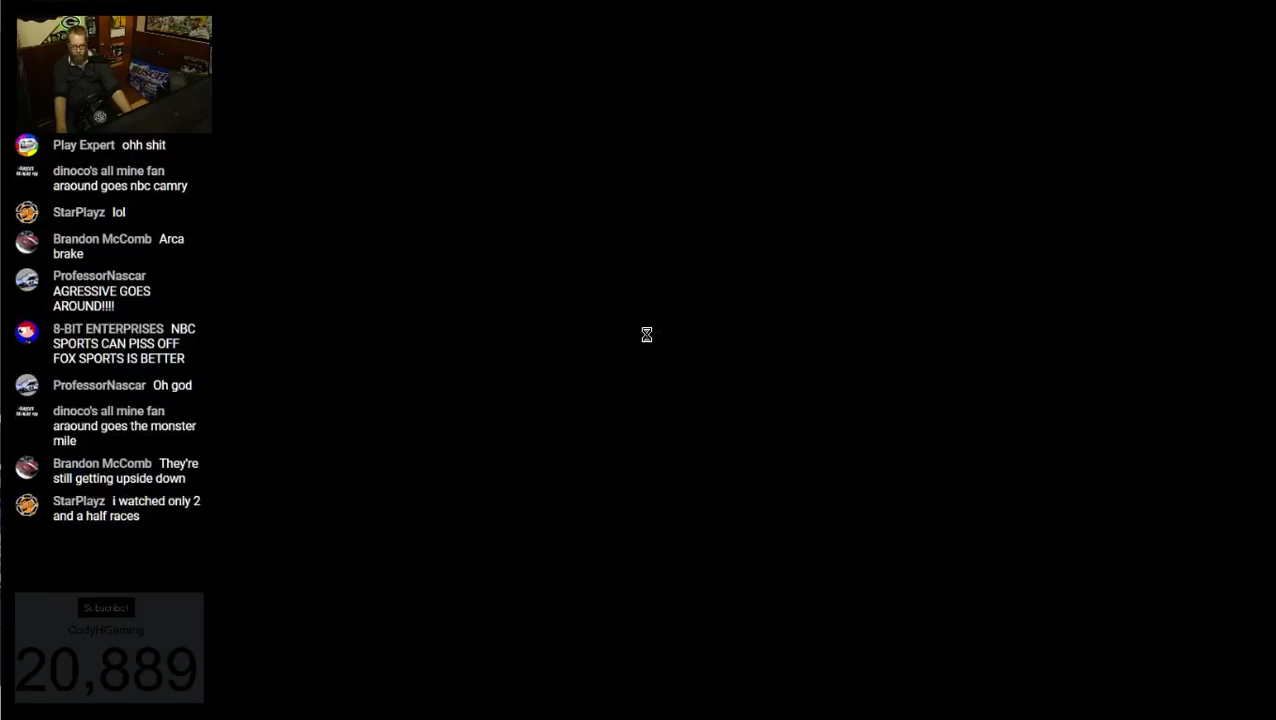 Play Expert ohh shit
dinoco's all mine fan
araound goes nbc camry
StarPlayz lol
Brandon McComb Arca
brake
ProfessorNascar
AGRESSIVE GOES
AROUND!!!!
8-BIT ENTERPRISES NBC
SPORTS CAN PISS OFF
FOX SPORTS IS BETTER
ProfessorNascar Oh god
dinoco's all mine fan
araound goes the monster
mile
Brandon McComb They're
still getting upside down
StarPlayz i watched only 2
and a half races
Subscribe!
CodyHGaming
20,889